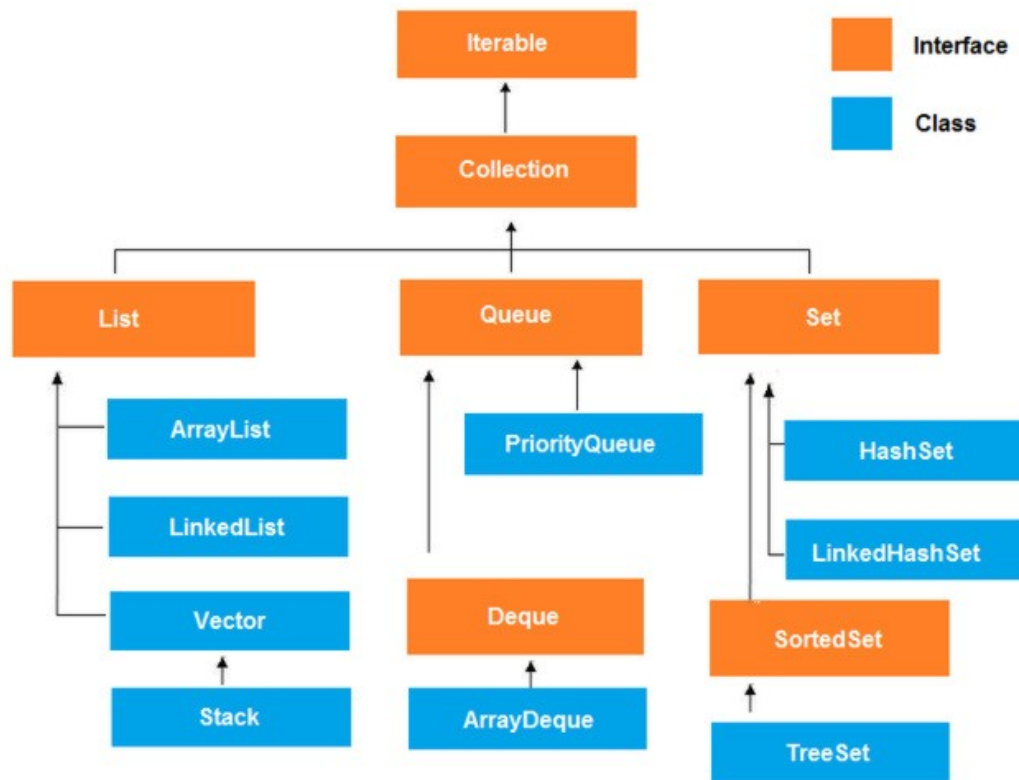 Iterable
Interface
Class
Collection
List
Queue
Set
ArrayList
PriorityQueue
HashSet
LinkedList
LinkedHashSet
Vector
Deque
SortedSet
Stack
ArrayDeque
TreeSet